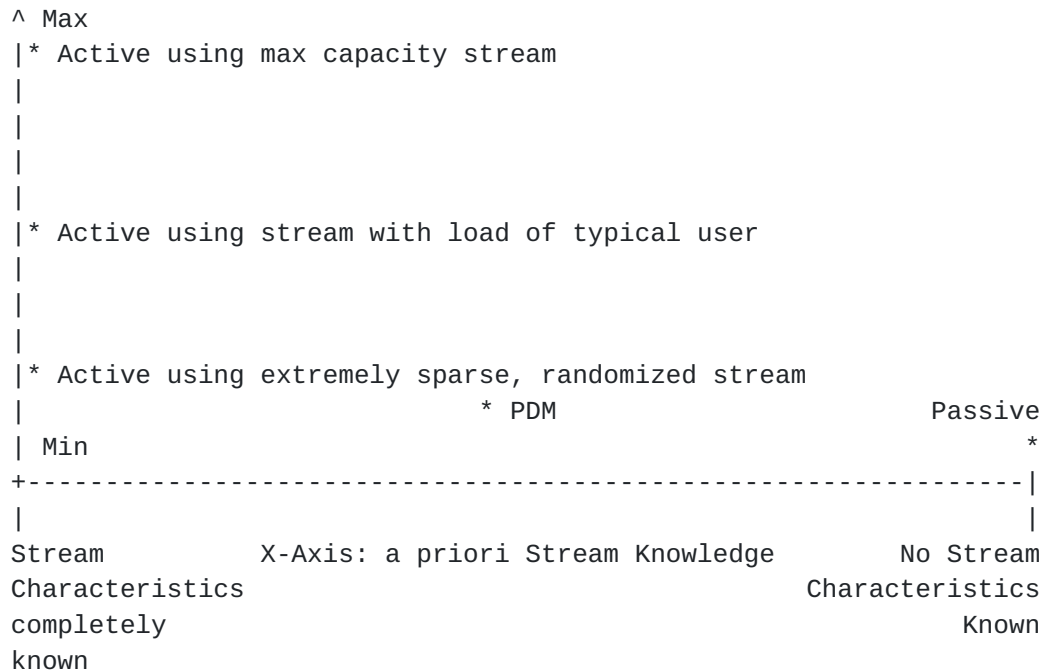 ^ Max
|* Active using max capacity stream
|
|
|
|
|* Active using stream with load of typical user
|
|
|
|* Active using extremely sparse, randomized stream
|                             * PDM                        Passive
| Min                                                            *
+----------------------------------------------------------------|
|                                                                |
Stream          X-Axis: a priori Stream Knowledge        No Stream
Characteristics                                    Characteristics
completely                                                   Known
known